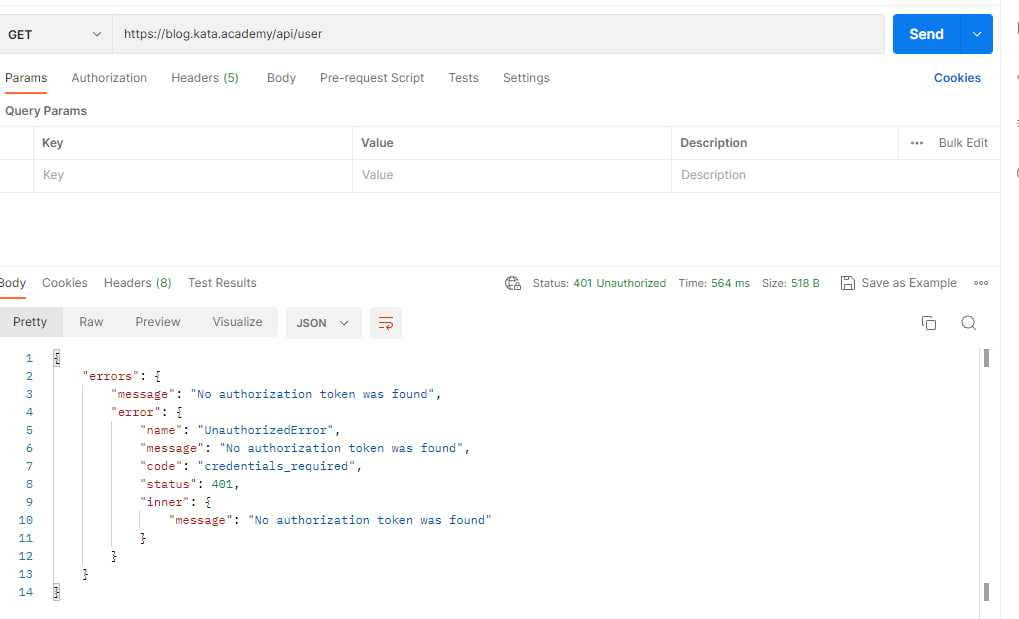 GET https://blog.kata.academy/api/user Send
Params Authorization Headers (5) Body Pre-request Script Tests Settings Cookies
Query Params
Key Value Description ••• Bulk Edit
Key Value Description
Body Cookies Headers (8) Test Results Status: 401 Unauthorized Time: 564 ms Size: 518 B Save as Example •••
Pretty Raw Preview Visualize JSON
1 {
2 "errors": {
3 "message": "No authorization token was found",
4 "error": {
5 "name": "UnauthorizedError",
6 "message": "No authorization token was found",
7 "code": "credentials_required",
8 "status": 401,
9 "inner": {
10 "message": "No authorization token was found"
11 }
12 }
13 }
14 }